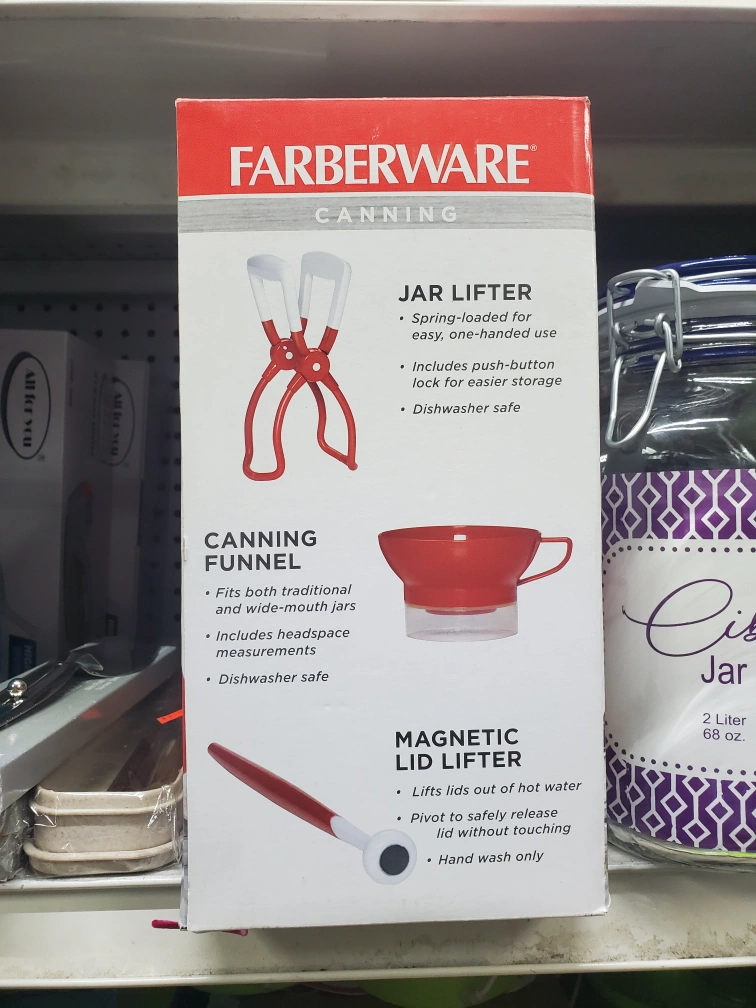 FARBERWARE®
CANNING
JAR LIFTER
• Spring-loaded for
easy, one-handed use
• Includes push-button
lock for easier storage
• Dishwasher safe
CANNING
FUNNEL
• Fits both traditional
and wide-mouth jars
• Includes headspace
measurements
• Dishwasher safe
MAGNETIC
LID LIFTER
• Lifts lids out of hot water
• Pivot to safely release
lid without touching
• Hand wash only
Jar
2 Liter
68 oz.